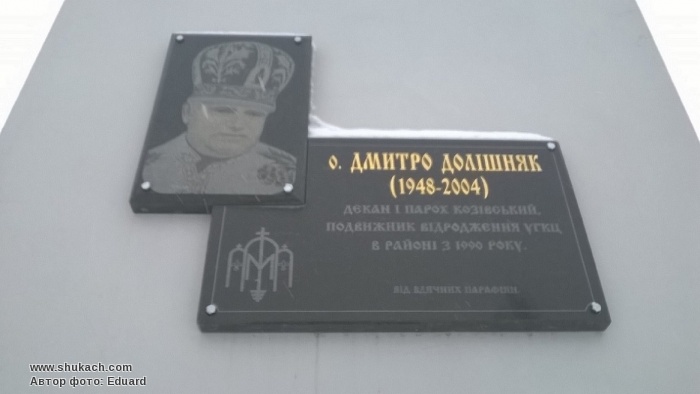 о. ДМИТРО ДОЛІШНЯК
(1948-2004)
ДЕКАН І ПАРОХ КОЗІВСЬКИЙ,
ПОДВИЖНИК ВІДРОДЖЕННЯ УГКЦ
В РАЙОНІ З 1990 РОКУ.
ВІД ВДЯЧНИХ ПАРАФІЯН
www.shukach.com
Автор фото: Eduard